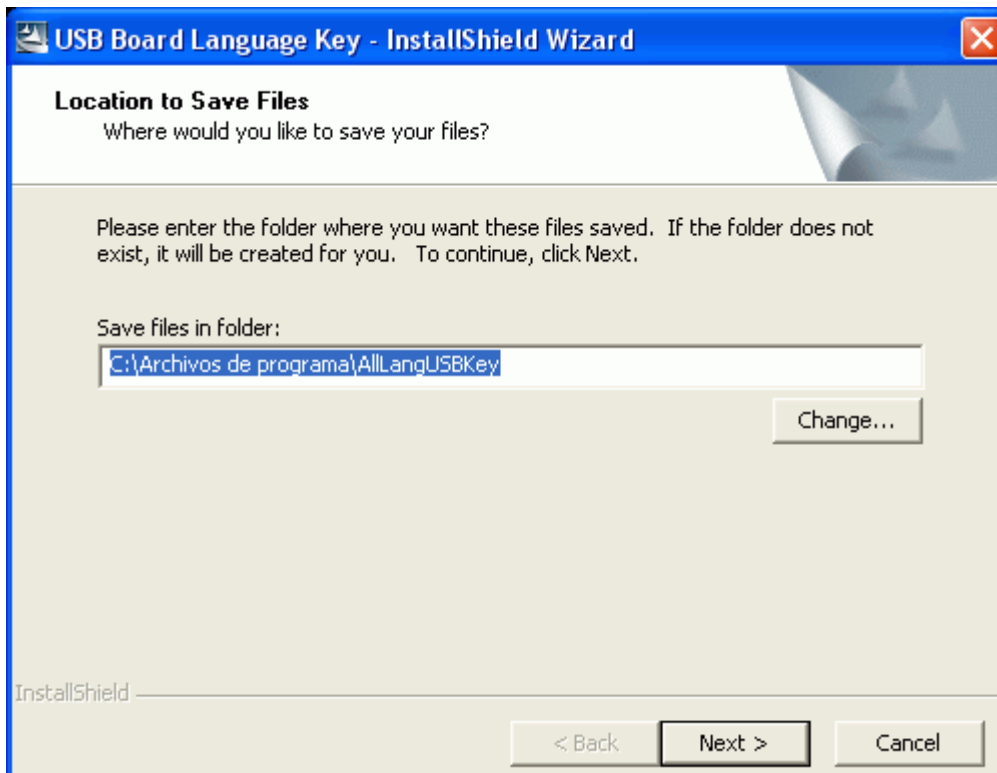 USB Board Language Key - InstallShield Wizard
Location to Save Files
Where would you like to save your files?
Please enter the folder where you want these files saved.  If the folder does not
exist, it will be created for you.   To continue, click Next.
Save files in folder:
C:\Archivos de programa\AllLangUSBKey
Change...
InstallShield
< Back
Next >
Cancel